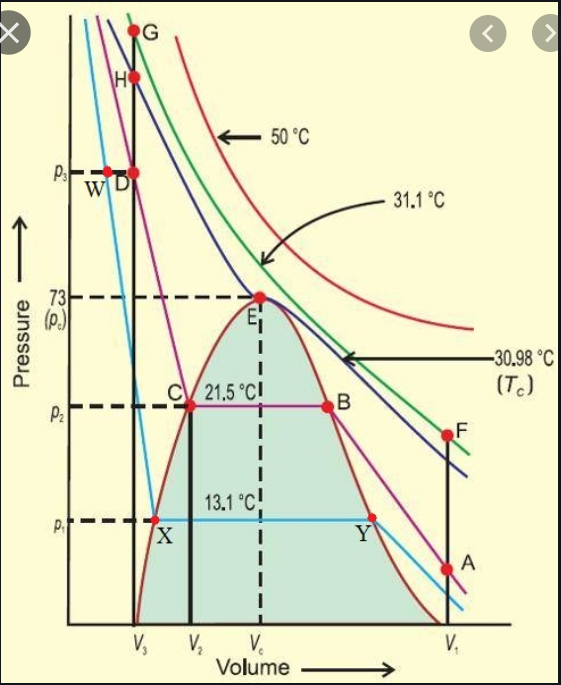 G
H
50 °C
p₃
W
D
31.1 °C
73
(p꜀)
E
30.98 °C
(T꜀)
Pressure
C
21.5 °C
B
p₂
F
13.1 °C
p₁
X
Y
A
V₃
V₂
V꜀
V₁
Volume